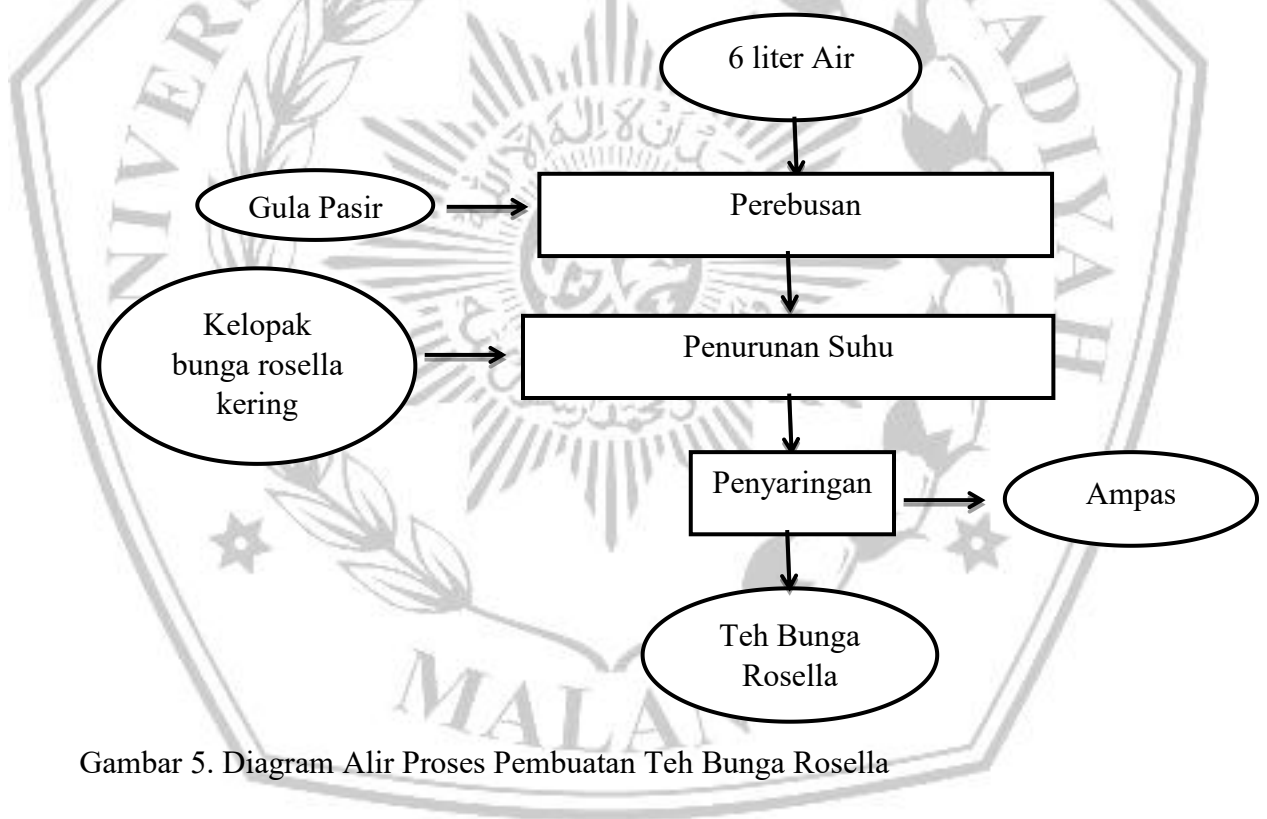 6 liter Air
Gula Pasir
Perebusan
Kelopak
bunga rosella
kering
Penurunan Suhu
Penyaringan
Ampas
Teh Bunga
Rosella
MALAN
Gambar 5. Diagram Alir Proses Pembuatan Teh Bunga Rosella